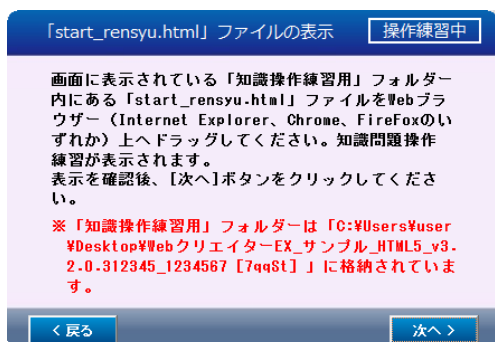 「start_rensyu.html」ファイルの表示
操作練習中
画面に表示されている「知識操作練習用」フォルダー
内にある「start_rensyu.html」ファイルをWebブラ
ウザー（Internet Explorer、Chrome、FireFoxのい
ずれか）上へドラッグしてください。知識問題操作
練習が表示されます。
表示を確認後、[次へ]ボタンをクリックしてくださ
い。
※「知識操作練習用」フォルダーは「C:¥Users¥user
¥Desktop¥WebクリエイターEX_サンプル_HTML5_v3.
2.0.312345_1234567 [7qqSt] 」に格納されていま
す。
＜戻る
次へ＞